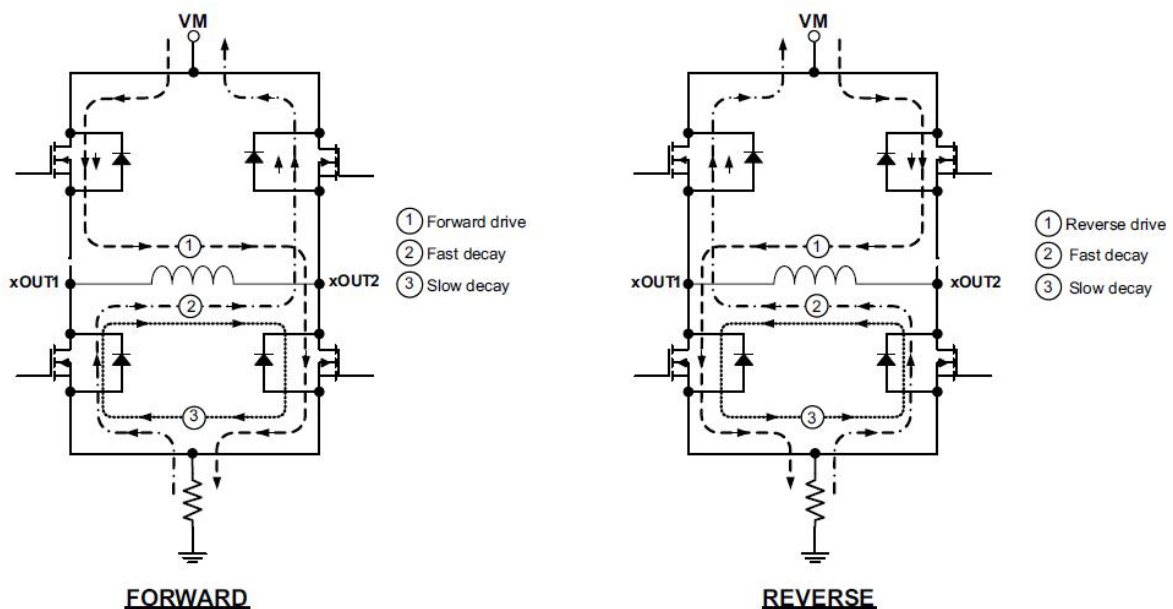 VM
1
1 Forward drive
2 Fast decay
3 Slow decay
xOUT1
xOUT2
2
3
FORWARD
VM
1
1 Reverse drive
2 Fast decay
3 Slow decay
xOUT1
xOUT2
2
3
REVERSE